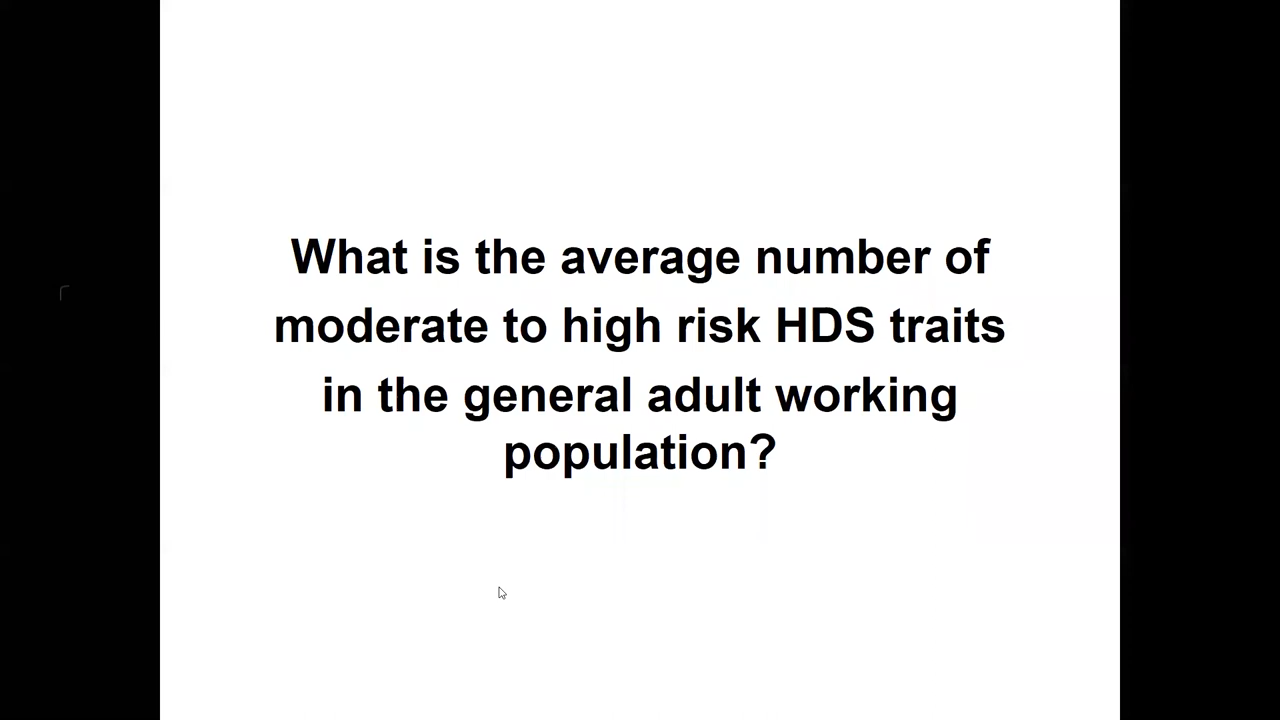 What is the average number of
moderate to high risk HDS traits
in the general adult working
population?